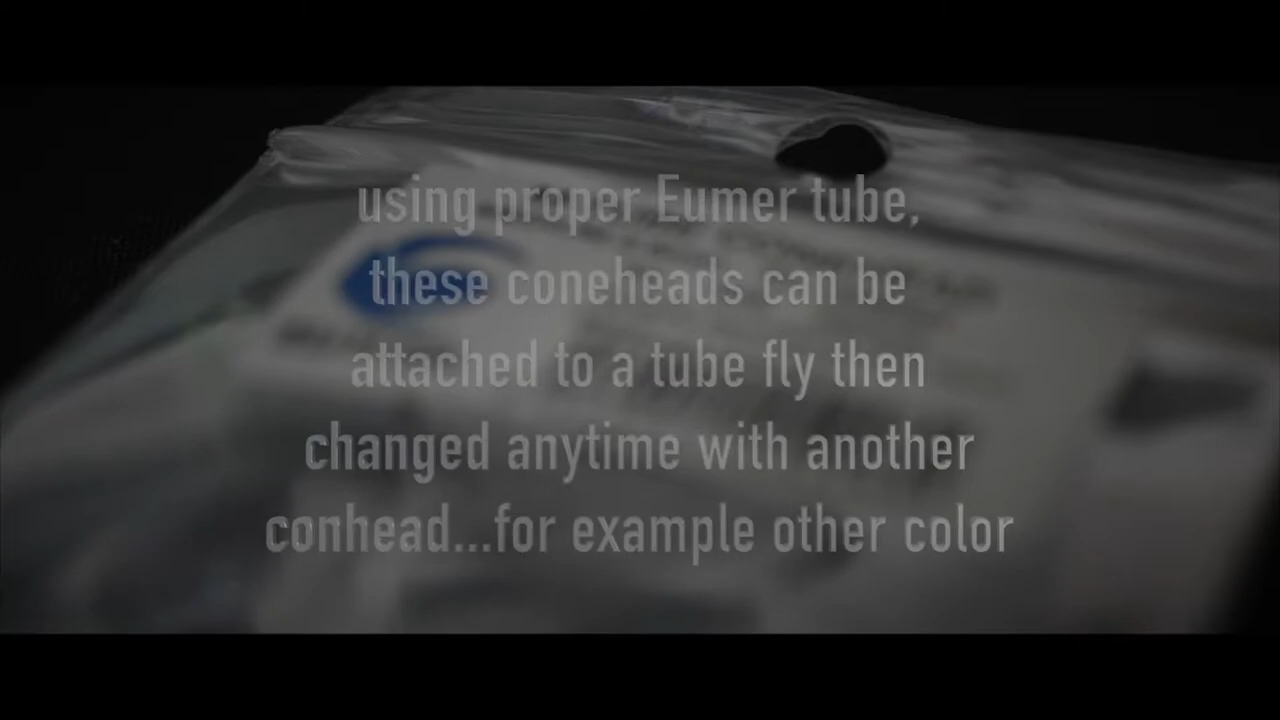 using proper Eumer tube,
these coneheads can be
attached to a tube fly then
changed anytime with another
conhead...for example other color